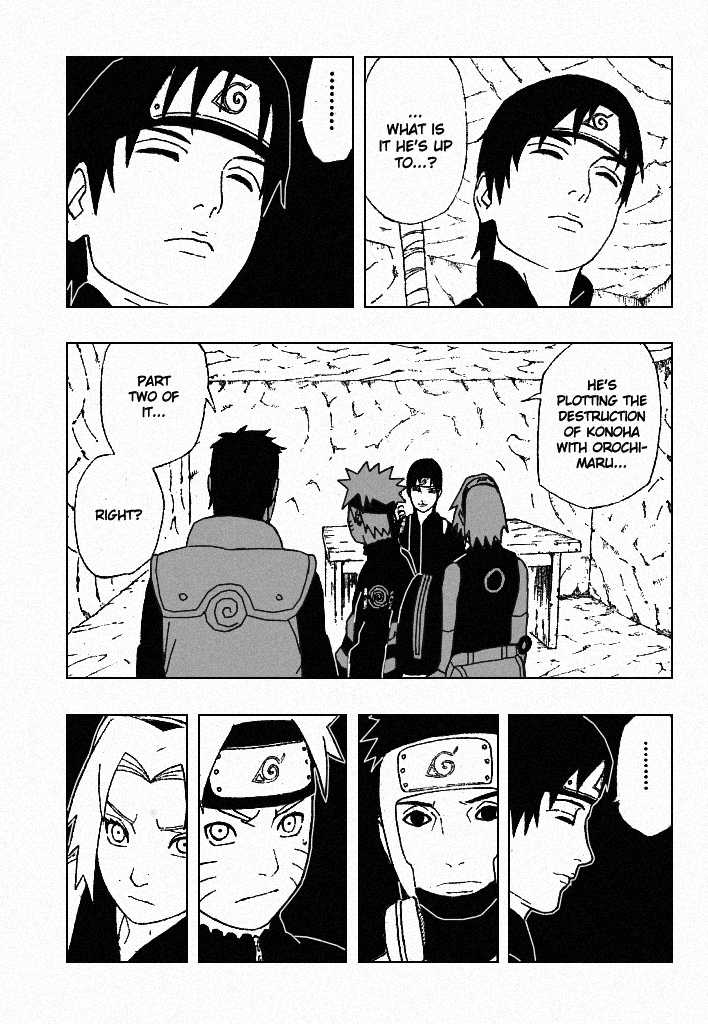 ...
WHAT IS
IT HE'S UP
TO...?
........
HE'S
PLOTTING THE
DESTRUCTION
OF KONOHA
WITH OROCHI-
MARU...
PART
TWO OF
IT...
RIGHT?
........